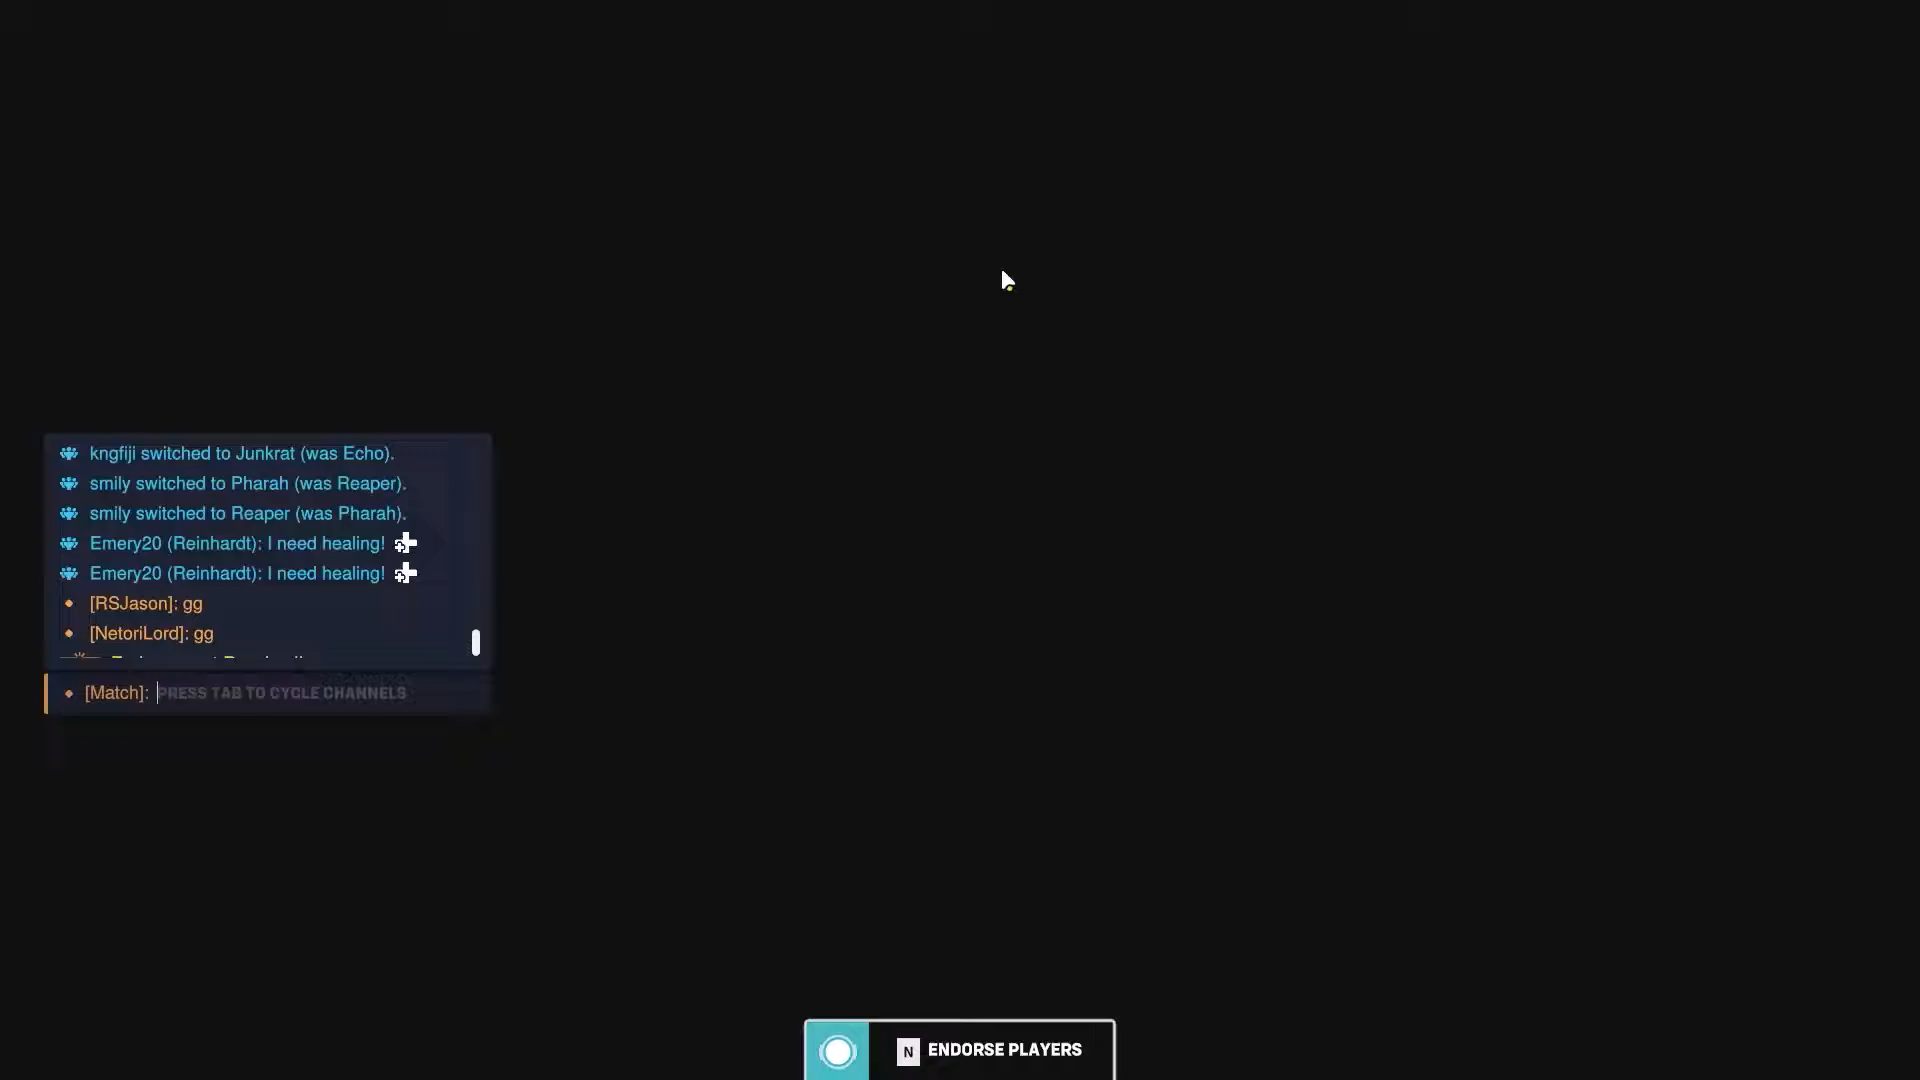 kngfiji switched to Junkrat (was Echo).
smily switched to Pharah (was Reaper).
smily switched to Reaper (was Pharah).
Emery20 (Reinhardt): I need healing!
Emery20 (Reinhardt): I need healing!
[RSJason]: gg
[NetoriLord]: gg
[Match]: PRESS TAB TO CYCLE CHANNELS
N ENDORSE PLAYERS